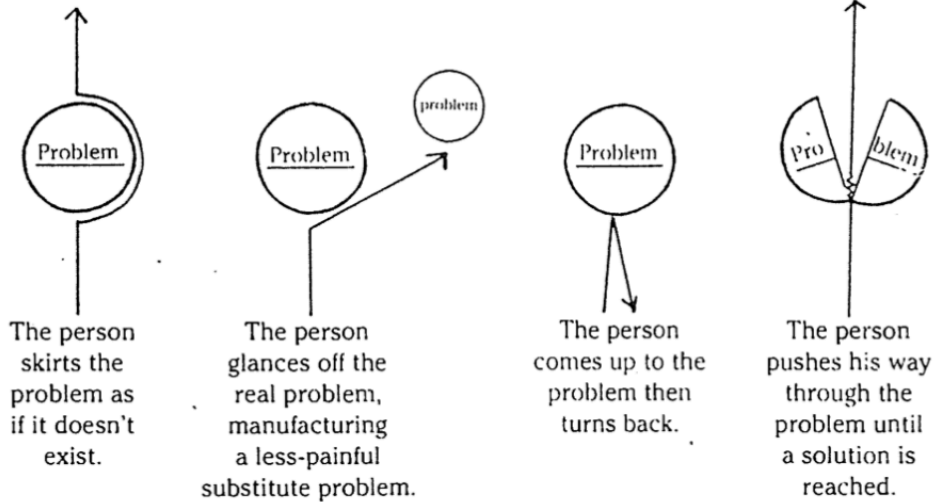 Problem
The person
skirts the
problem as
if it doesn't
exist.
Problem
problem
The person
glances off the
real problem,
manufacturing
a less-painful
substitute problem.
Problem
The person
comes up to the
problem then
turns back.
Pro blem
The person
pushes his way
through the
problem until
a solution is
reached.